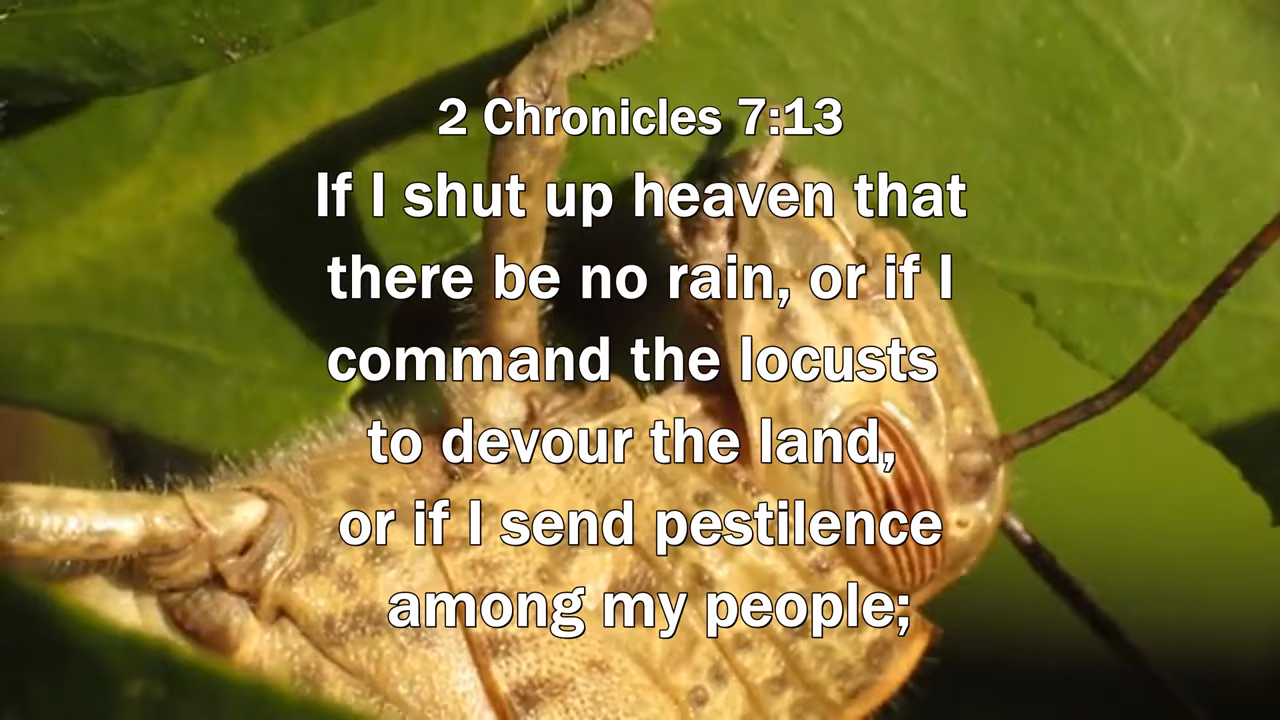 2 Chronicles 7:13
If I shut up heaven that
there be no rain, or if I
command the locusts
to devour the land,
or if I send pestilence
among my people;